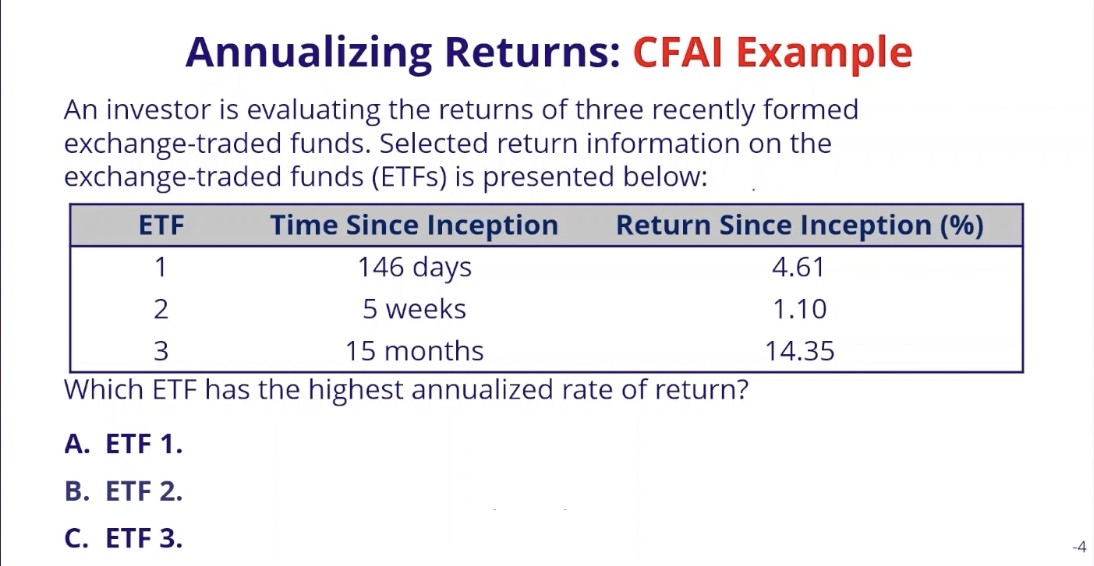 Annualizing Returns: CFAI Example
An investor is evaluating the returns of three recently formed
exchange-traded funds. Selected return information on the
exchange-traded funds (ETFs) is presented below:
ETF Time Since Inception Return Since Inception (%)
1 146 days 4.61
2 5 weeks 1.10
3 15 months 14.35
Which ETF has the highest annualized rate of return?
A. ETF 1.
B. ETF 2.
C. ETF 3.
-4